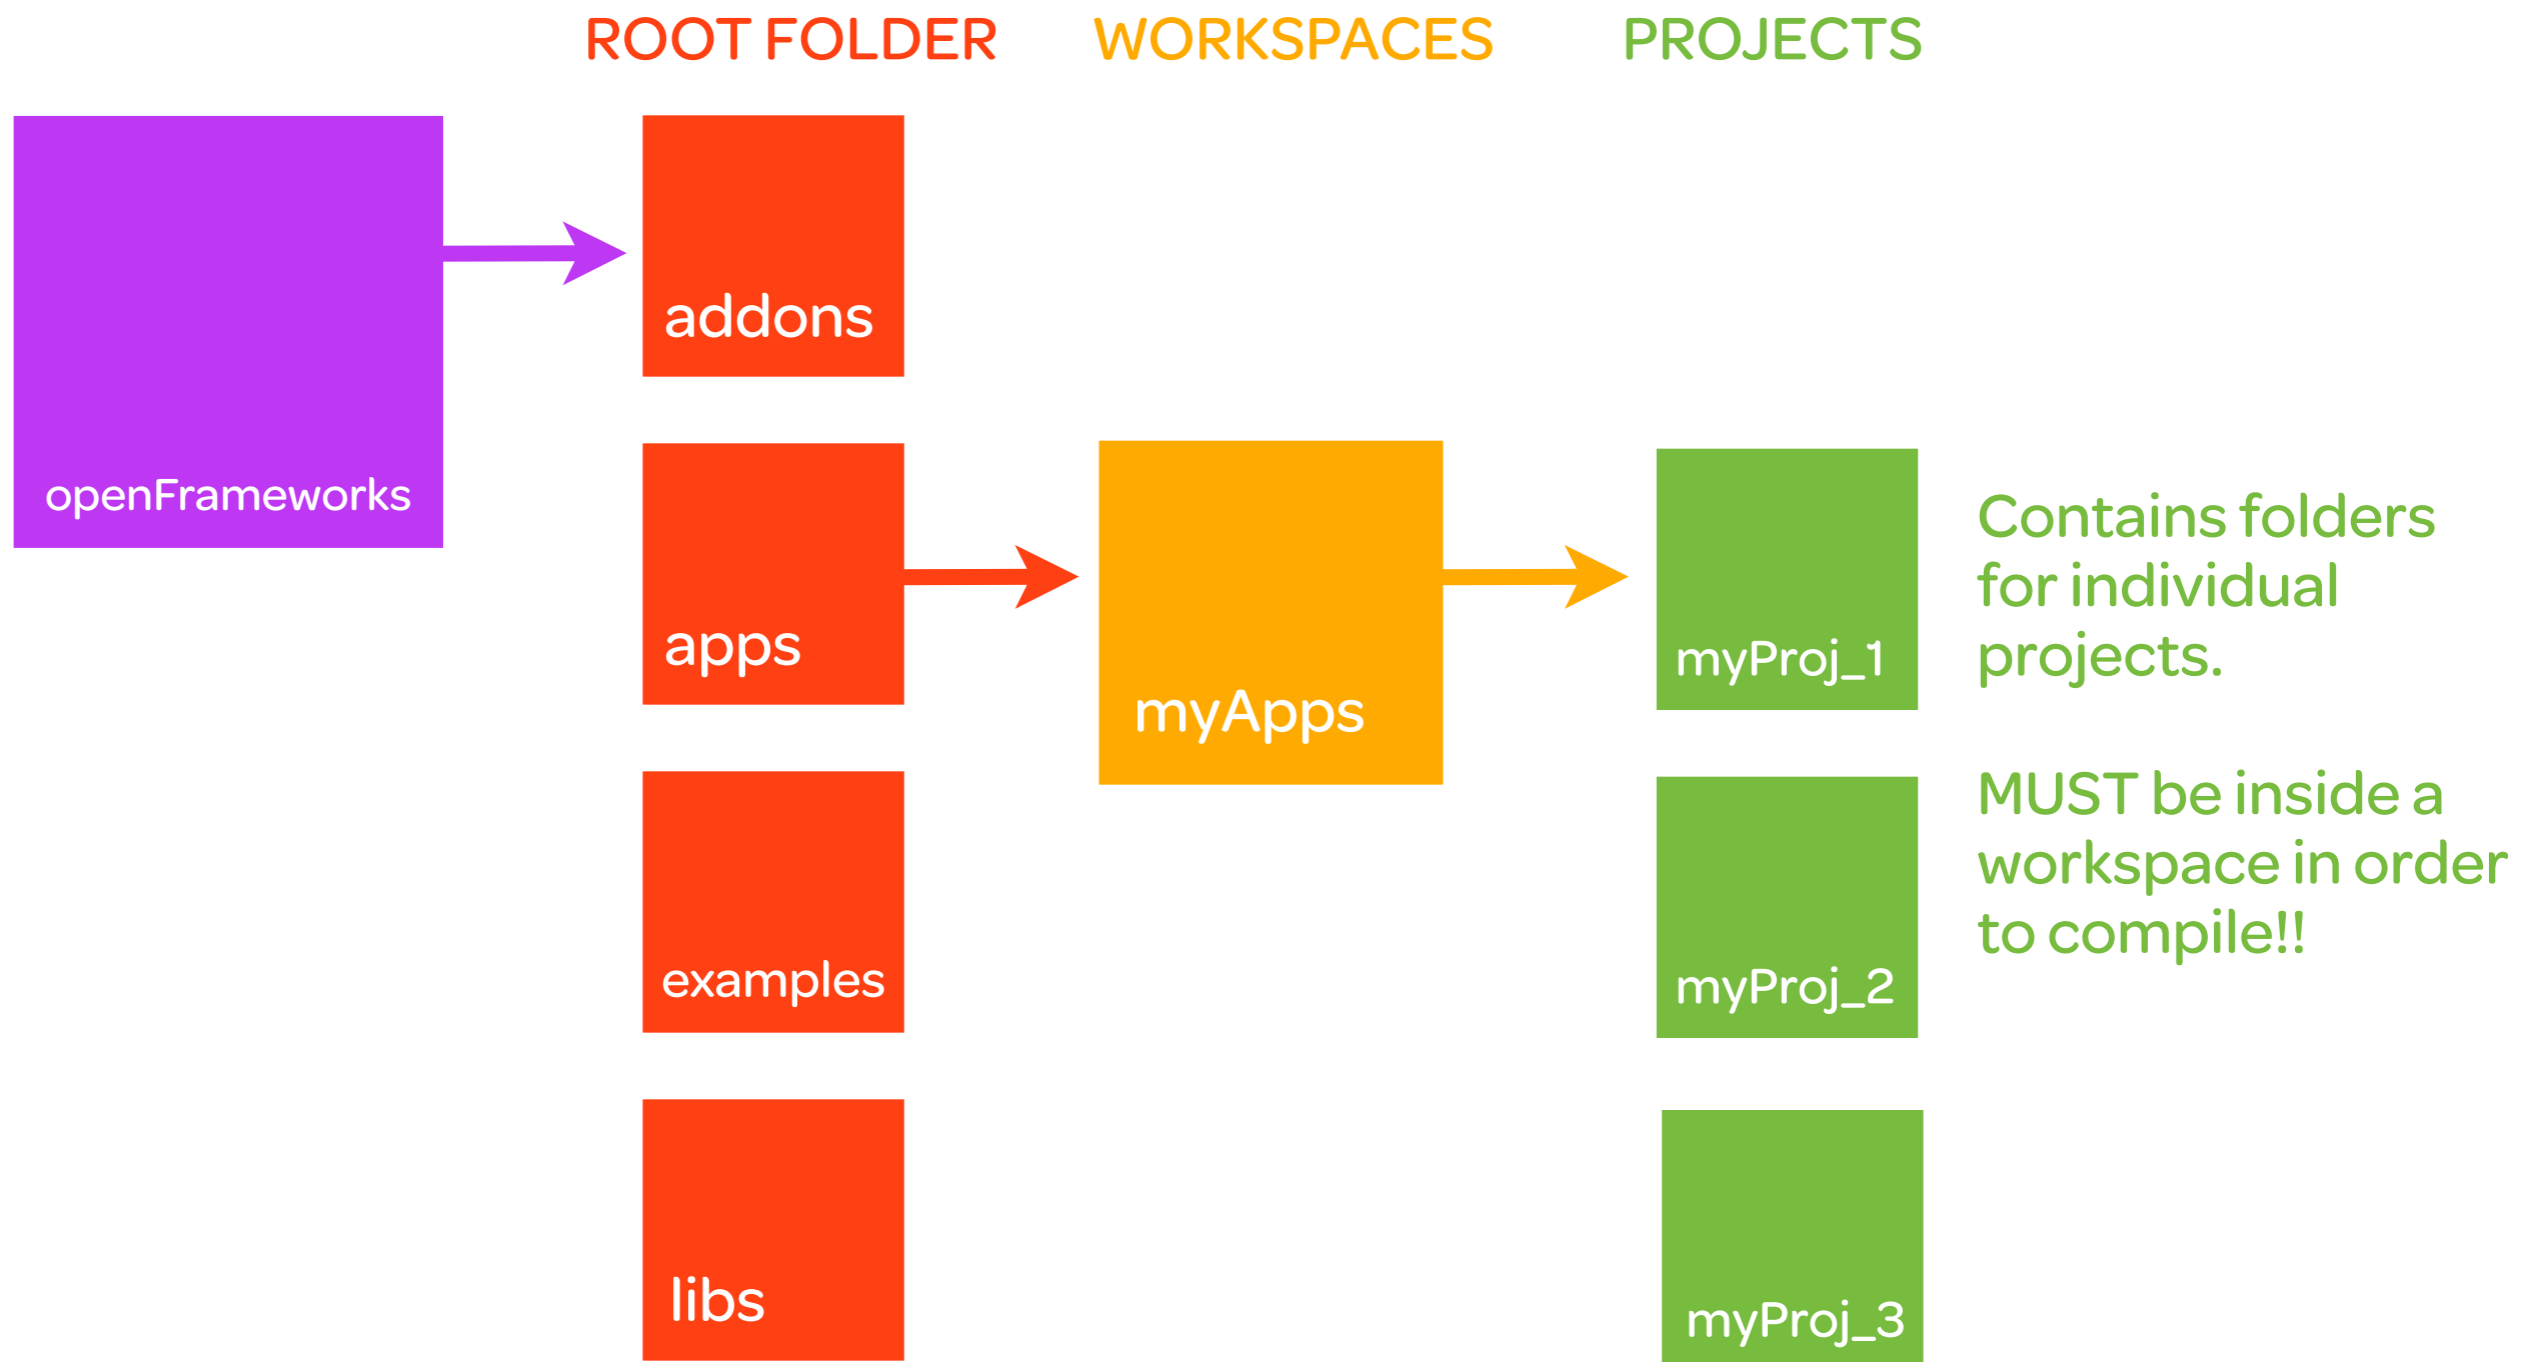 ROOT FOLDER
WORKSPACES
PROJECTS
openFrameworks
addons
apps
examples
libs
myApps
myProj_1
myProj_2
myProj_3
Contains folders
for individual
projects.
MUST be inside a
workspace in order
to compile!!